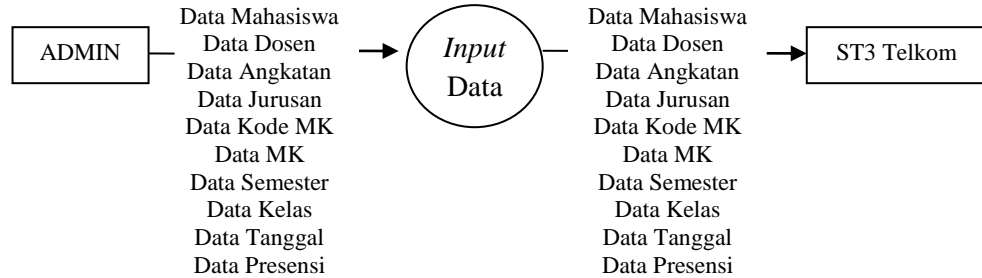 ADMIN
Data Mahasiswa
Data Dosen
Data Angkatan
Data Jurusan
Data Kode MK
Data MK
Data Semester
Data Kelas
Data Tanggal
Data Presensi
Input
Data
Data Mahasiswa
Data Dosen
Data Angkatan
Data Jurusan
Data Kode MK
Data MK
Data Semester
Data Kelas
Data Tanggal
Data Presensi
ST3 Telkom